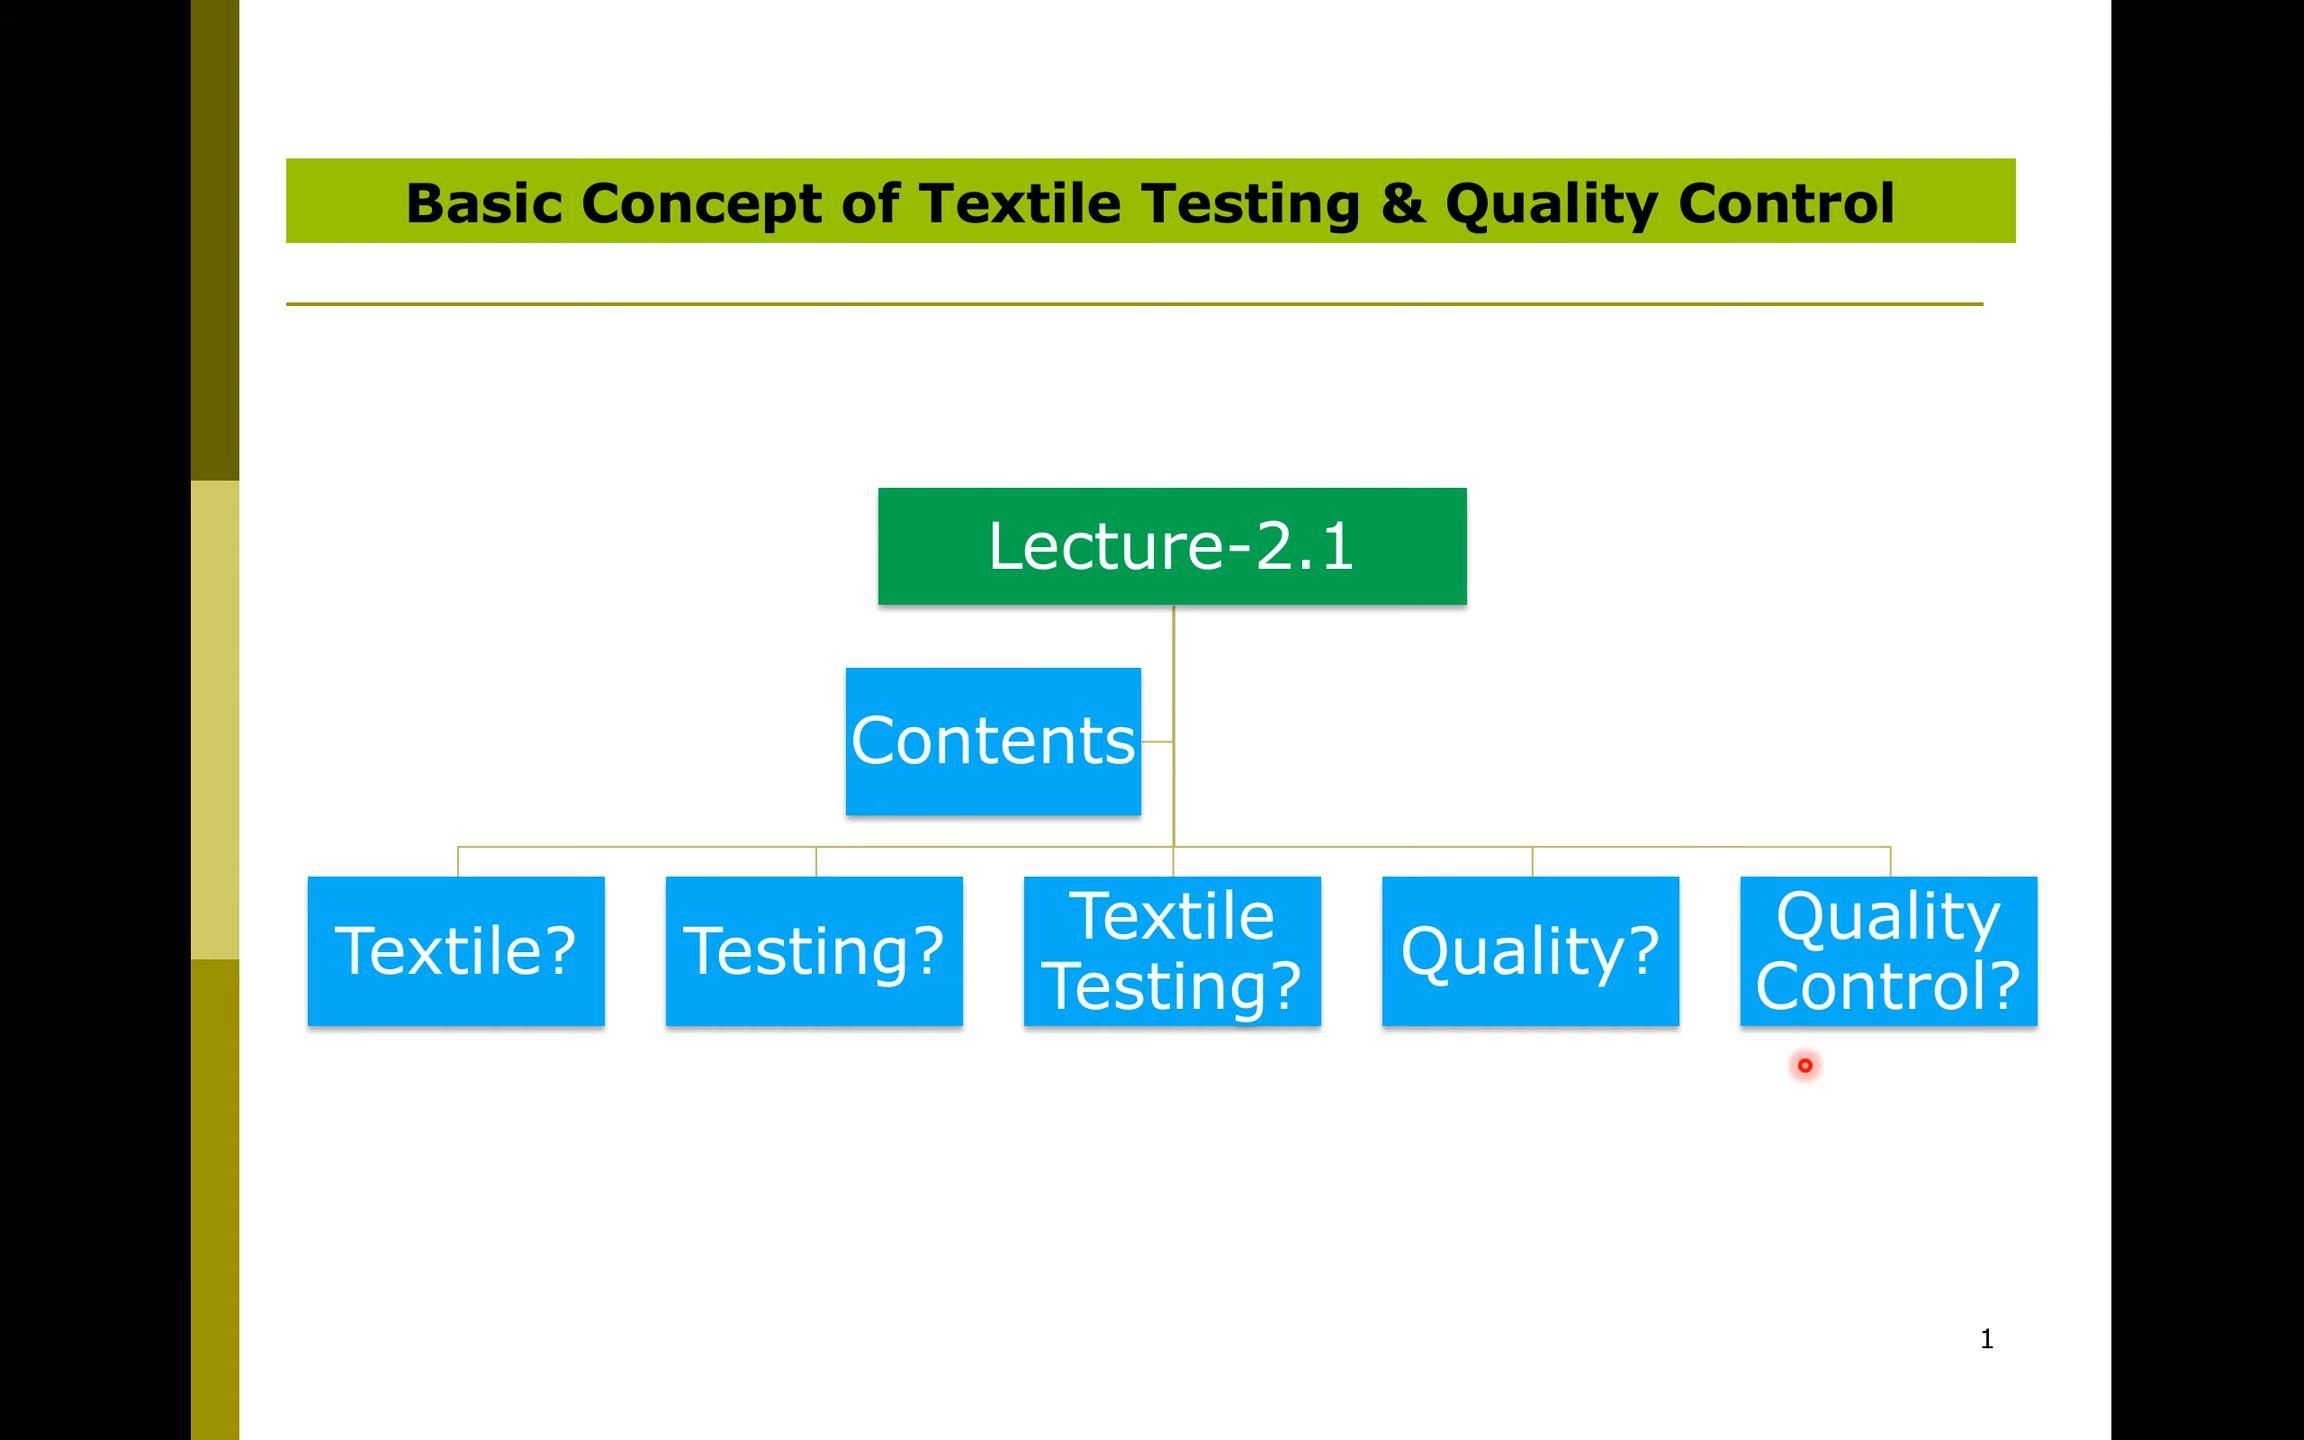 Basic Concept of Textile Testing & Quality Control
Lecture-2.1
Contents
Textile?
Testing?
Textile
Testing?
Quality?
Quality
Control?
1